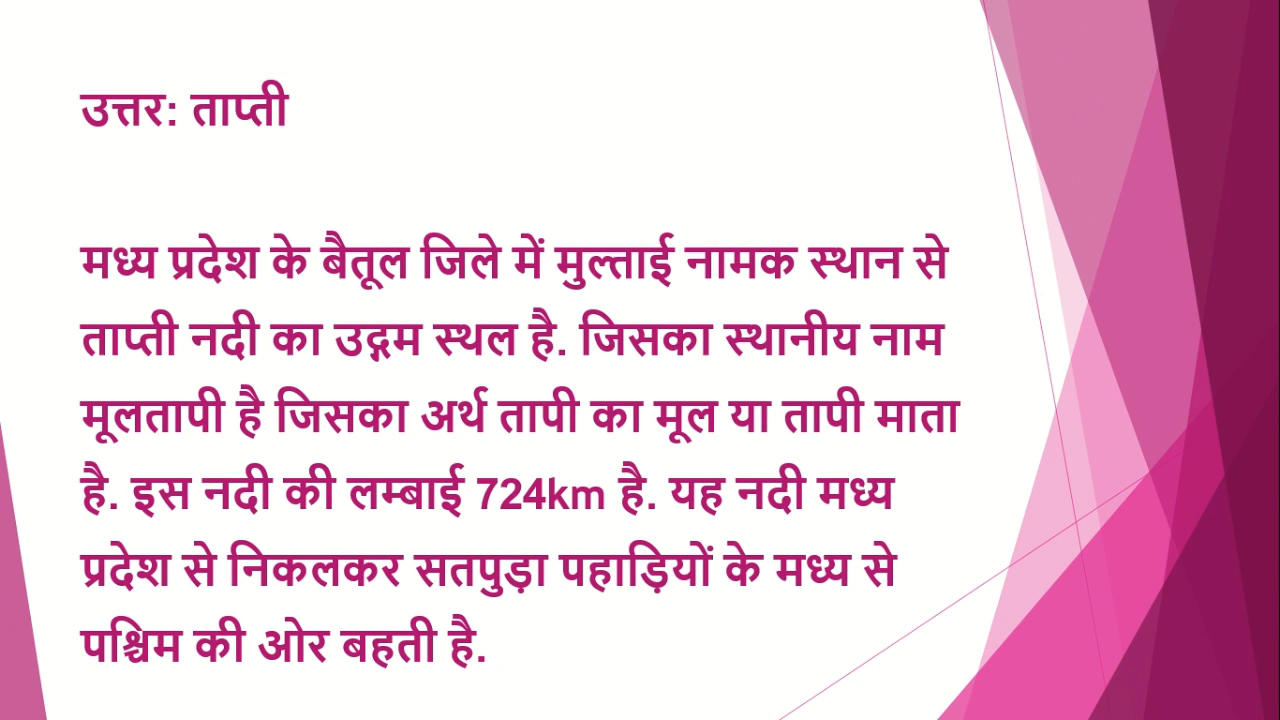 उत्तर: ताप्ती
मध्य प्रदेश के बैतूल जिले में मुल्ताई नामक स्थान से
ताप्ती नदी का उद्गम स्थल है. जिसका स्थानीय नाम
मूलतापी है जिसका अर्थ तापी का मूल या तापी माता
है. इस नदी की लम्बाई 724km है. यह नदी मध्य
प्रदेश से निकलकर सतपुड़ा पहाड़ियों के मध्य से
पश्चिम की ओर बहती है.